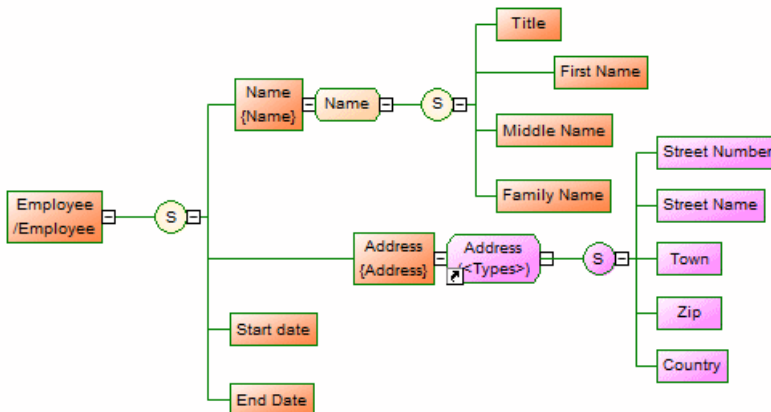 Title
First Name
Name
{Name}
Name
S
Middle Name
Family Name
Street Number
Street Name
Employee
/Employee
S
Address
{Address}
Address
(<Types>)
S
Town
Zip
Country
Start date
End Date